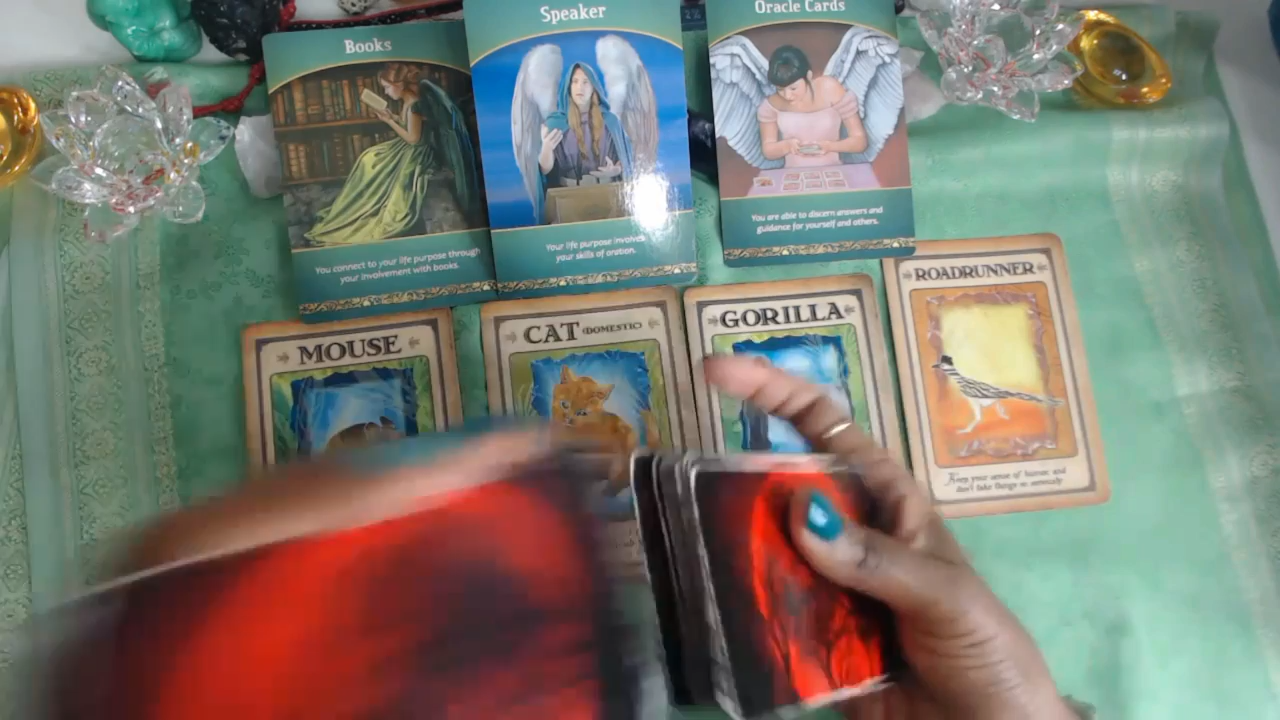 Books
You connect to your life purpose through
your involvement with books.
Speaker
Your life purpose involves
your skills of oration.
Oracle Cards
You are able to discern answers and
guidance for yourself and others.
MOUSE
CAT (DOMESTIC)
GORILLA
ROADRUNNER
Keep your sense of humor and
don't take things so seriously